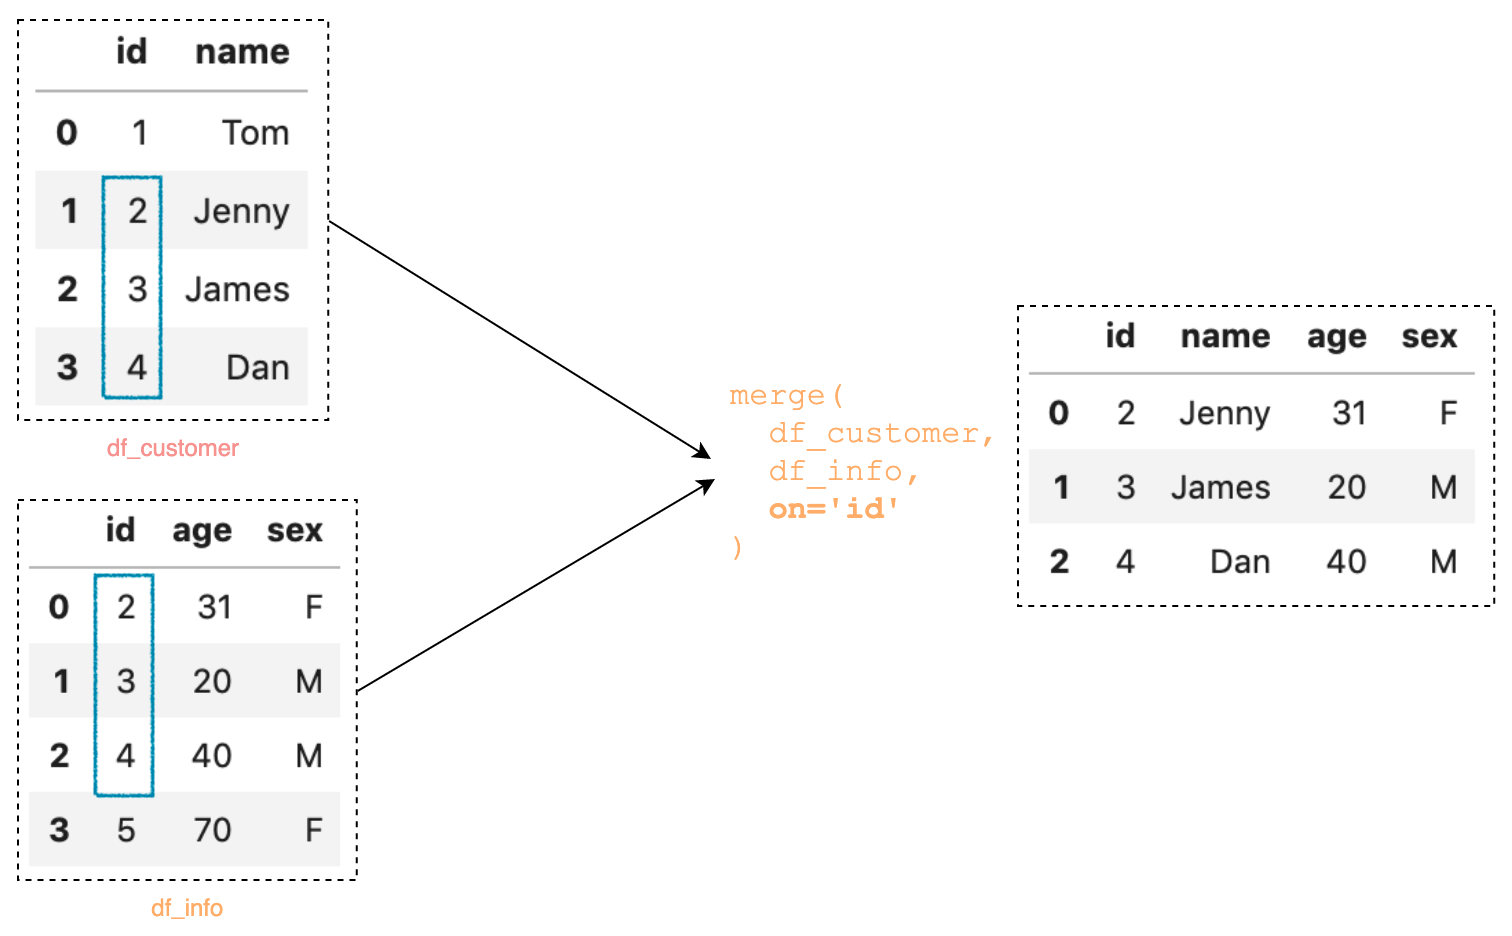 id name
0 1 Tom
1 2 Jenny
2 3 James
3 4 Dan
df_customer
id age sex
0 2 31 F
1 3 20 M
2 4 40 M
3 5 70 F
df_info
merge(
df_customer,
df_info,
on='id'
)
id name age sex
0 2 Jenny 31 F
1 3 James 20 M
2 4 Dan 40 M